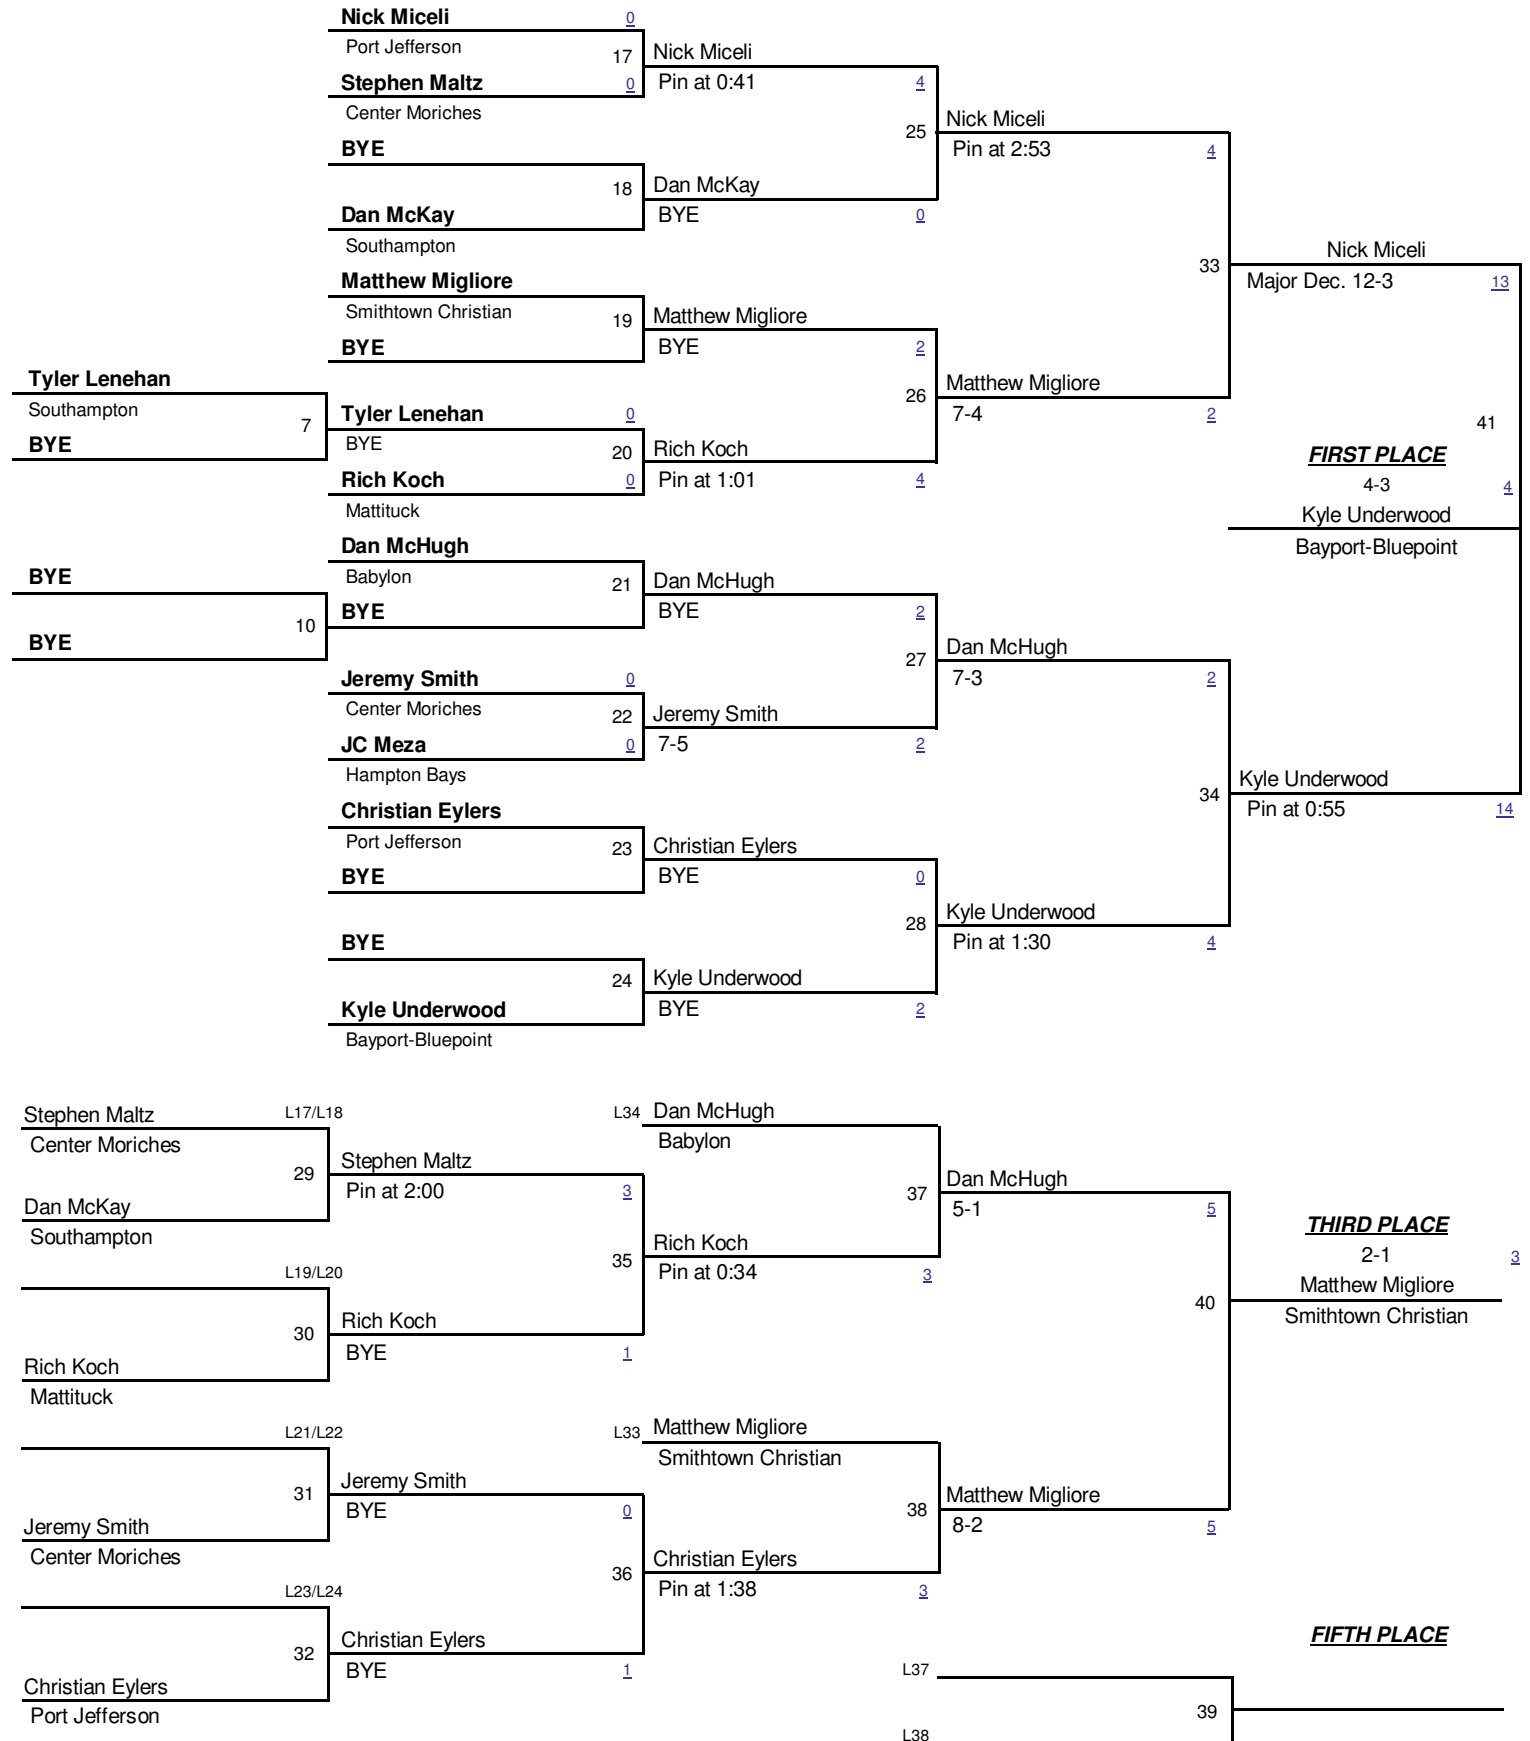 Nick Miceli 0
Port Jefferson
17 Nick Miceli
Stephen Maltz 0 Pin at 0:41 4
Center Moriches
Nick Miceli
25
BYE Pin at 2:53 4
18 Dan McKay
Dan McKay BYE 0
Southampton
Nick Miceli
33
Matthew Migliore Major Dec. 12-3 13
Smithtown Christian
19 Matthew Migliore
BYE BYE 2
Tyler Lenehan
Matthew Migliore
26
Southampton
7 Tyler Lenehan 0 7-4 2
41
BYE BYE
20 Rich Koch
FIRST PLACE
Rich Koch 0 Pin at 1:01 4
4-3 4
Mattituck
Kyle Underwood
Dan McHugh
Bayport-Bluepoint
BYE Babylon
21 Dan McHugh
BYE BYE 2
10
BYE
Dan McHugh
27
Jeremy Smith 0 7-3 2
Center Moriches
22 Jeremy Smith
JC Meza 0 7-5 2
Hampton Bays
Kyle Underwood
34
Christian Eylers Pin at 0:55 14
Port Jefferson
23 Christian Eylers
BYE BYE 0
Kyle Underwood
28
BYE Pin at 1:30 4
24 Kyle Underwood
Kyle Underwood BYE 2
Bayport-Bluepoint
Stephen Maltz L17/L18 L34 Dan McHugh
Center Moriches Babylon
29 Stephen Maltz
Dan McHugh
37
Pin at 2:00 3
Dan McKay 5-1 5
THIRD PLACE
Southampton
Rich Koch
2-1 3
35
L19/L20 Pin at 0:34 3
Matthew Migliore
40
Smithtown Christian
30 Rich Koch
BYE 1
Rich Koch
Mattituck
L21/L22 L33 Matthew Migliore
Smithtown Christian
31 Jeremy Smith
Matthew Migliore
38
BYE 0
Jeremy Smith 8-2 5
Center Moriches
Christian Eylers
36
L23/L24 Pin at 1:38 3
FIFTH PLACE
32 Christian Eylers
BYE 1 L37
Christian Eylers
Port Jefferson
39
L38